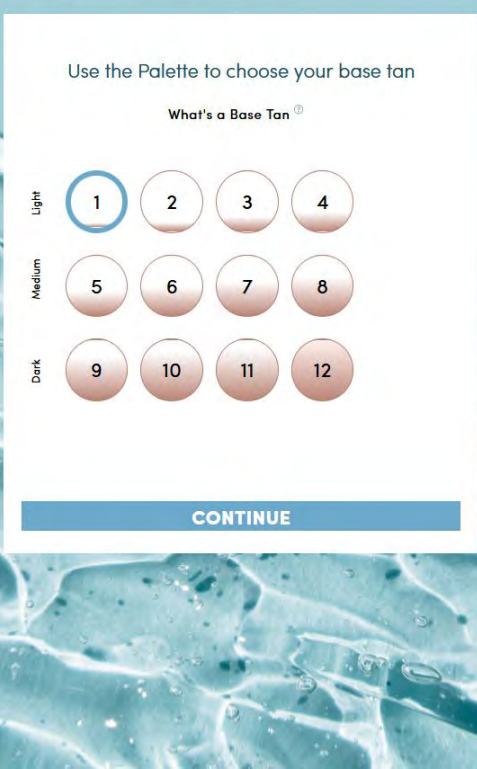 Use the Palette to choose your base tan
What's a Base Tan ?
Light
1 2 3 4
Medium
5 6 7 8
Dark
9 10 11 12
CONTINUE